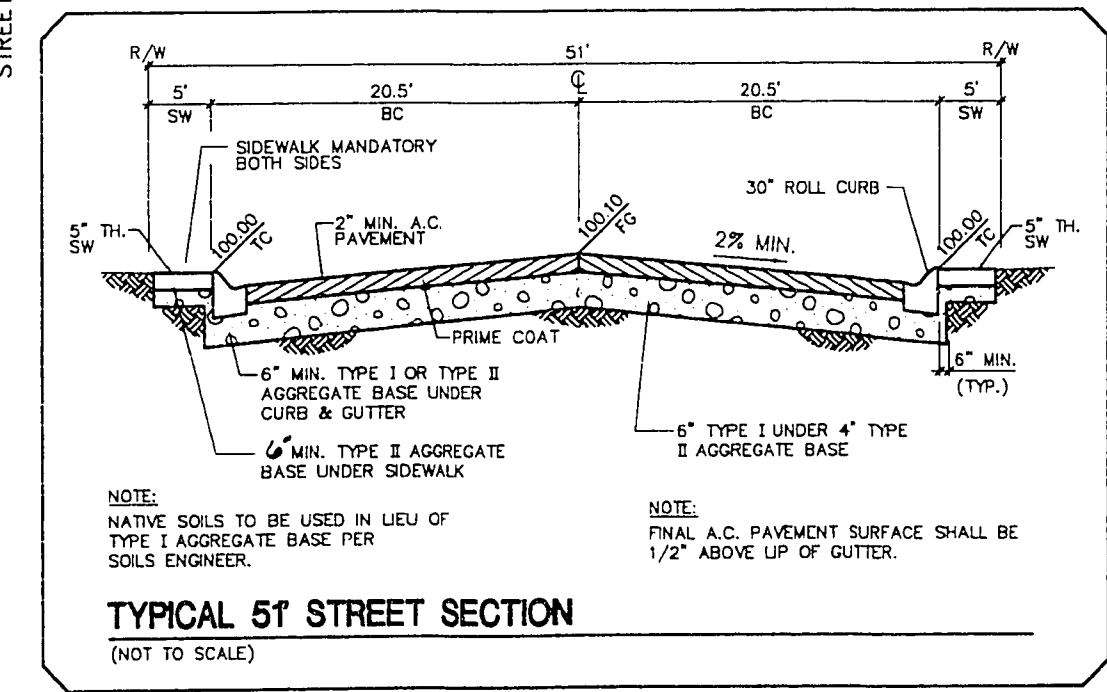 STREET
R/W
51'
R/W
℄
5'
20.5'
20.5'
5'
SW
BC
BC
SW
SIDEWALK MANDATORY
BOTH SIDES
30" ROLL CURB
5" TH.
SW
100.00
TC
2" MIN. A.C.
PAVEMENT
100.10
FG
2% MIN.
100.00
TC
5" TH.
SW
PRIME COAT
6" MIN.
(TYP.)
6" MIN. TYPE I OR TYPE II
AGGREGATE BASE UNDER
CURB & GUTTER
6" MIN. TYPE II AGGREGATE
BASE UNDER SIDEWALK
6" TYPE I UNDER 4" TYPE
II AGGREGATE BASE
NOTE:
NATIVE SOILS TO BE USED IN LIEU OF
TYPE I AGGREGATE BASE PER
SOILS ENGINEER.
NOTE:
FINAL A.C. PAVEMENT SURFACE SHALL BE
1/2" ABOVE LIP OF GUTTER.
TYPICAL 51' STREET SECTION
(NOT TO SCALE)